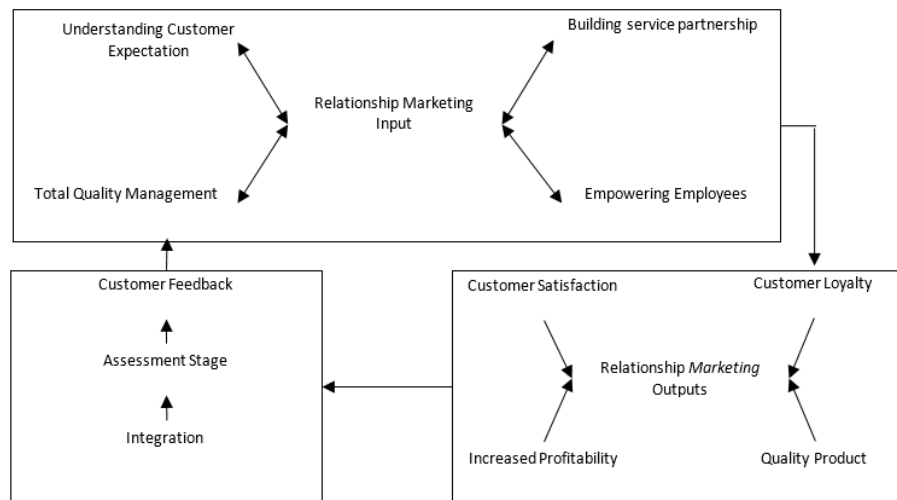 Understanding Customer
Expectation
Building service partnership
Relationship Marketing
Input
Total Quality Management
Empowering Employees
Customer Feedback
Assessment Stage
Integration
Customer Satisfaction
Customer Loyalty
Relationship Marketing
Outputs
Increased Profitability
Quality Product